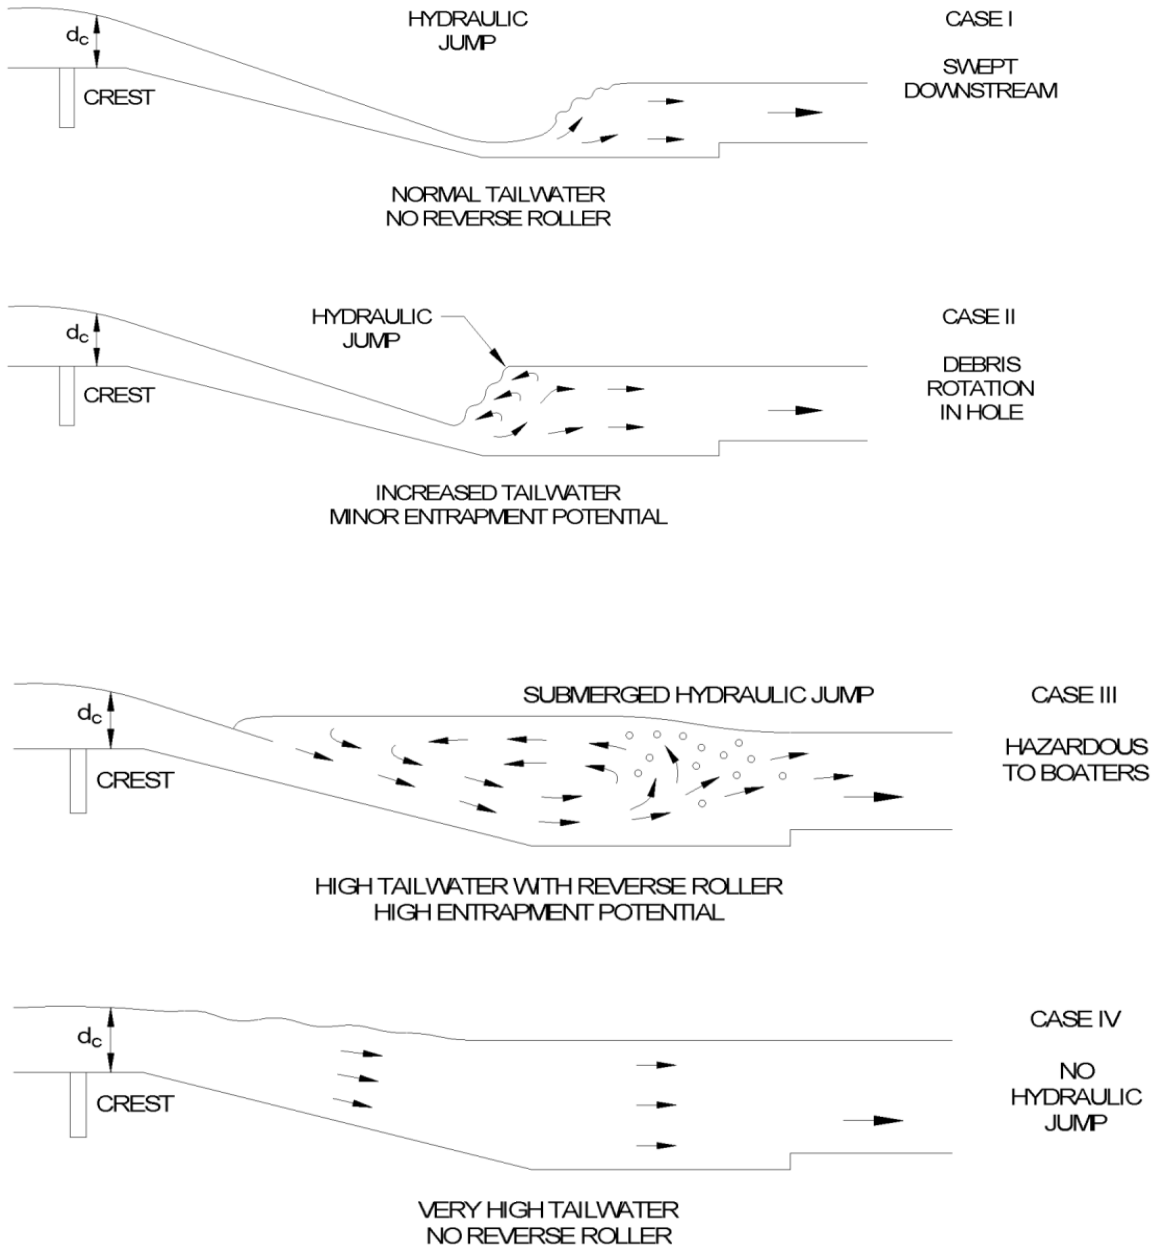 HYDRAULIC
JUMP
CASE I
SWEPT
DOWNSTREAM
dc
CREST
NORMAL TAILWATER
NO REVERSE ROLLER
HYDRAULIC
JUMP
CASE II
DEBRIS
ROTATION
IN HOLE
dc
CREST
INCREASED TAILWATER
MINOR ENTRAPMENT POTENTIAL
SUBMERGED HYDRAULIC JUMP
CASE III
HAZARDOUS
TO BOATERS
dc
CREST
HIGH TAILWATER WITH REVERSE ROLLER
HIGH ENTRAPMENT POTENTIAL
CASE IV
NO
HYDRAULIC
JUMP
dc
CREST
VERY HIGH TAILWATER
NO REVERSE ROLLER